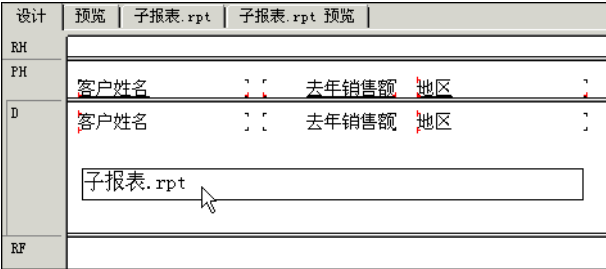 设计 预览 子报表.rpt 子报表.rpt 预览
RH
PH
客户姓名 去年销售额 地区
D
客户姓名 去年销售额 地区
子报表.rpt
RF